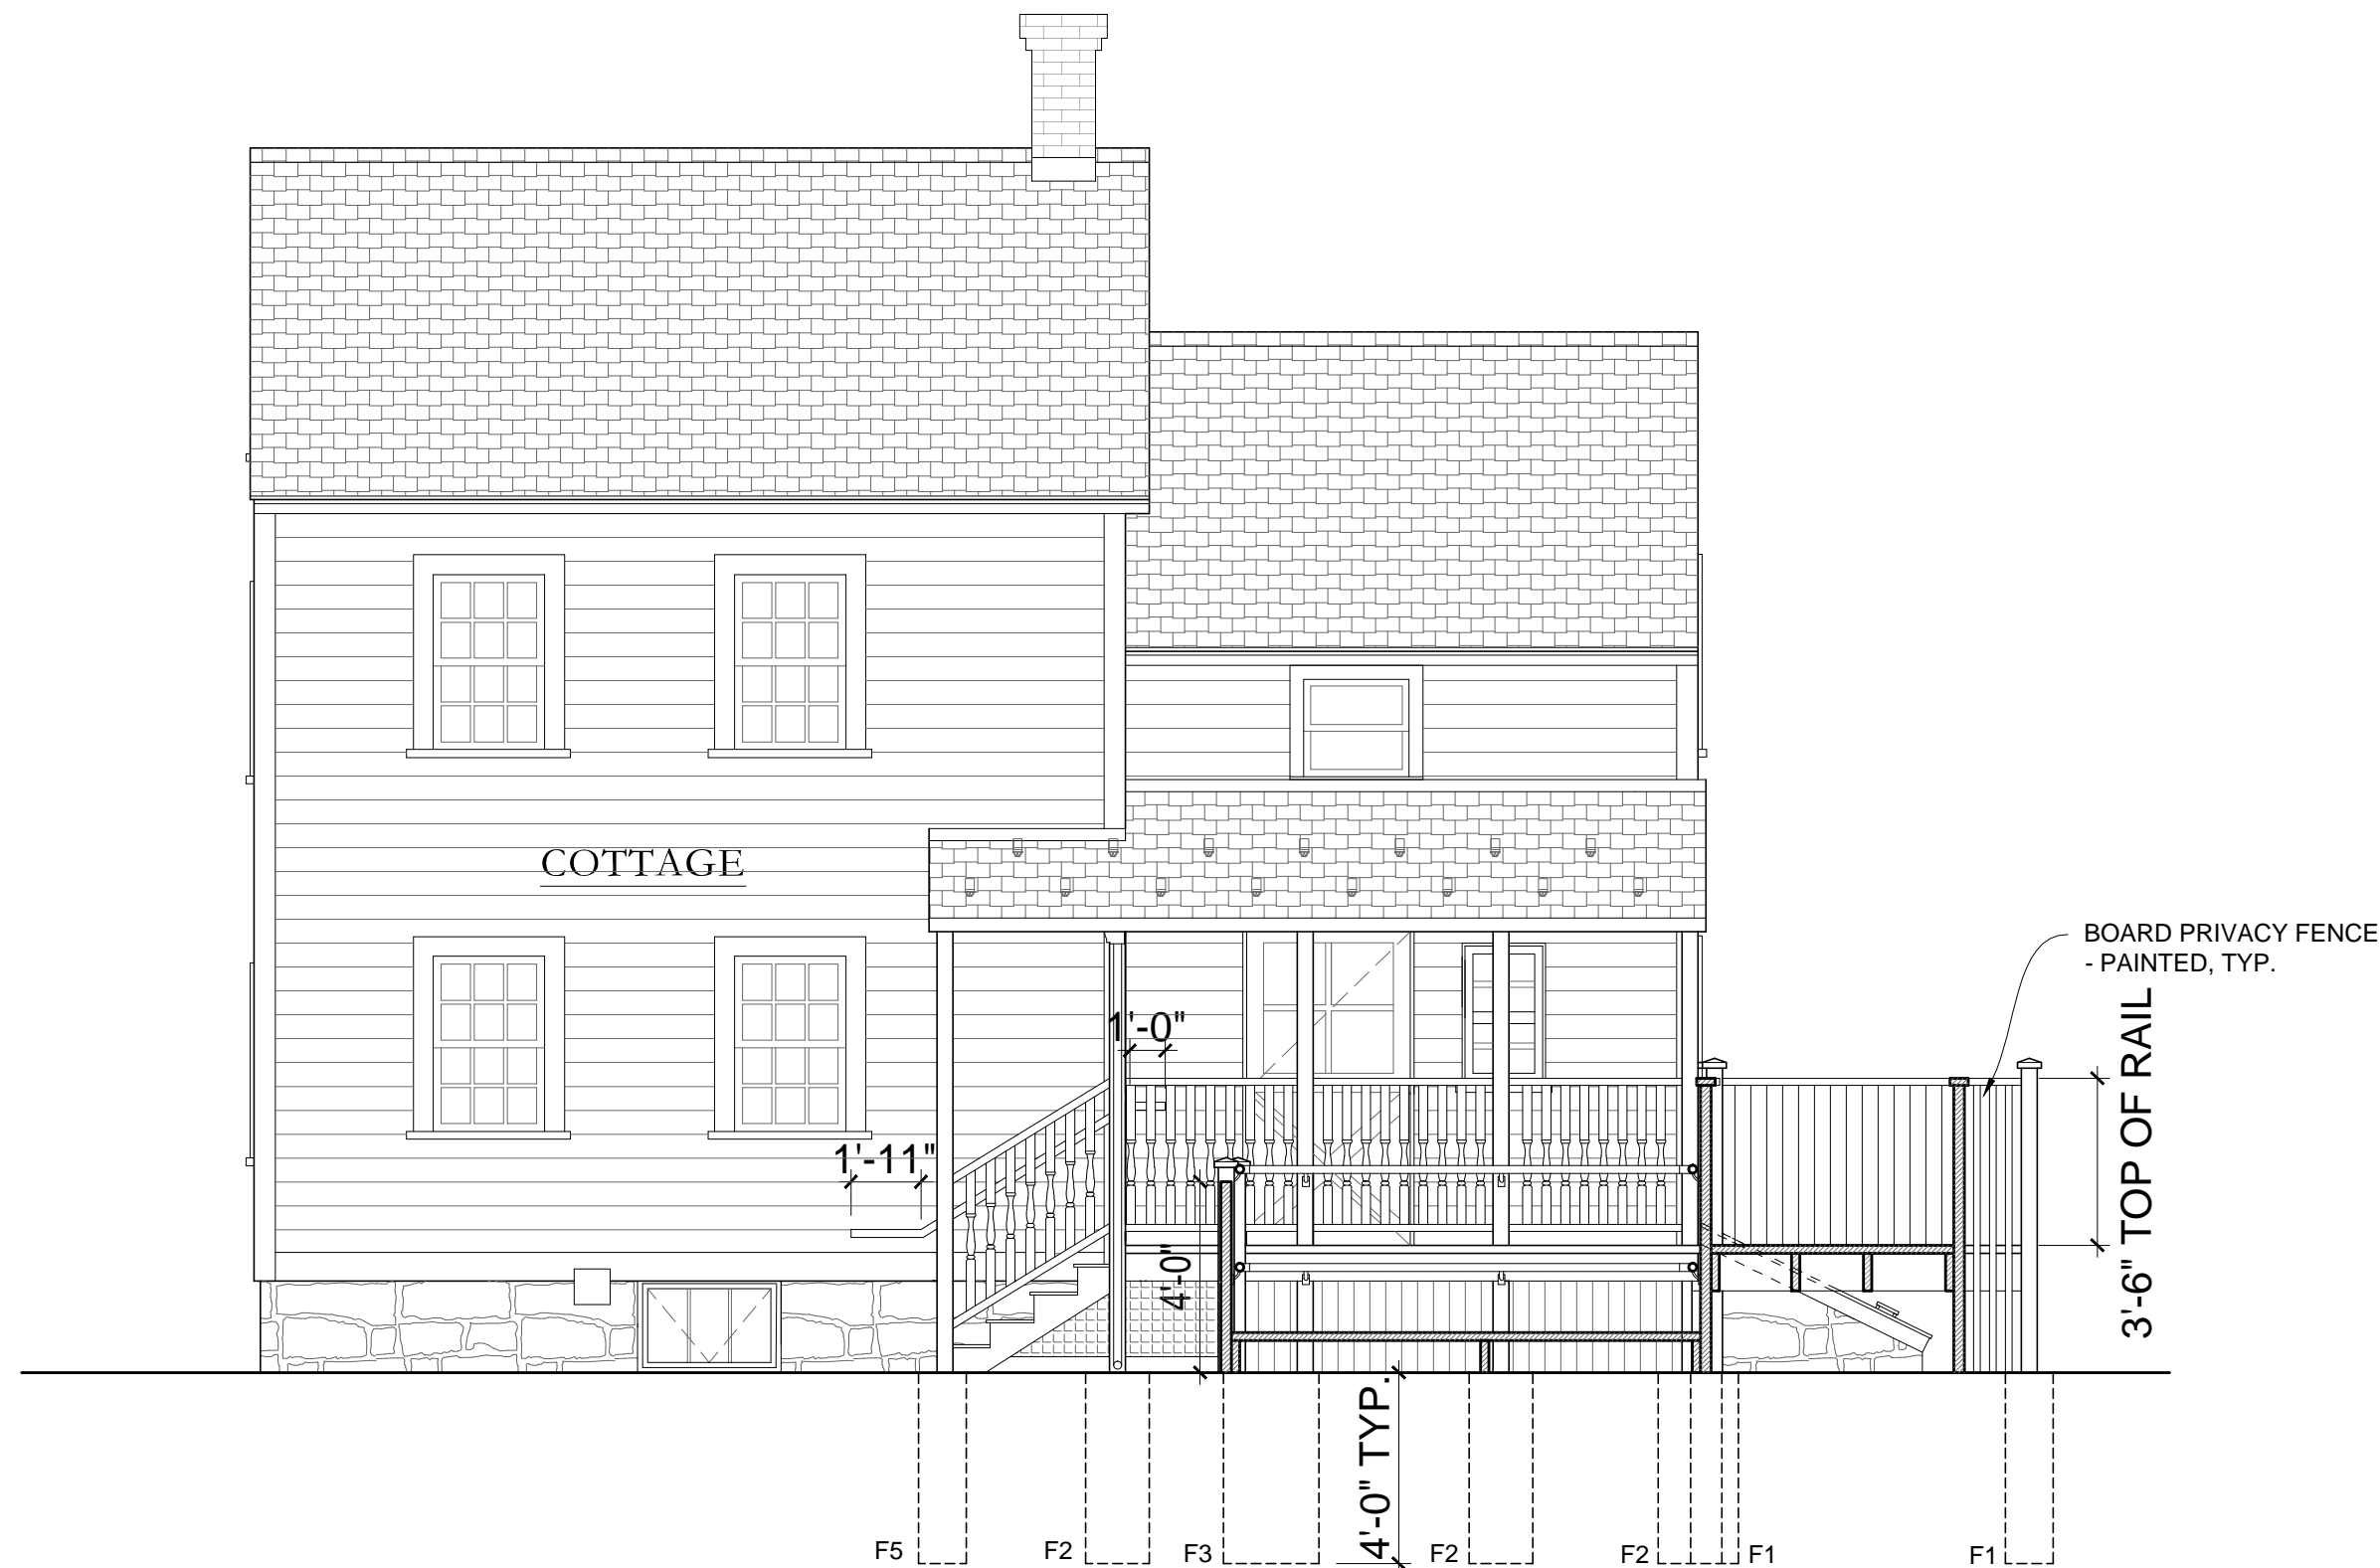 COTTAGE
BOARD PRIVACY FENCE
- PAINTED, TYP.
1'-0"
3'-6" TOP OF RAIL
1'-11"
4'-0"
4'-0" TYP.
F5
F2
F3
F2
F2
F1
F1